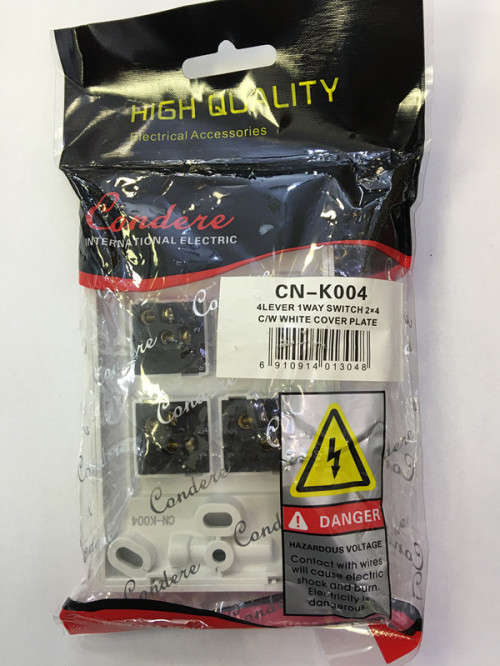 HIGH QUALITY
Electrical Accessories
Condere
INTERNATIONAL ELECTRIC
CN-K004
4LEVER 1WAY SWITCH 2×4
C/W WHITE COVER PLATE
6 910914 013048
Condere
Condere
Condere
CN-K004
Condere
Condere
DANGER
HAZARDOUS VOLTAGE
Contact with wires
will cause electric
shock and burn.
Electricity is
dangerous.